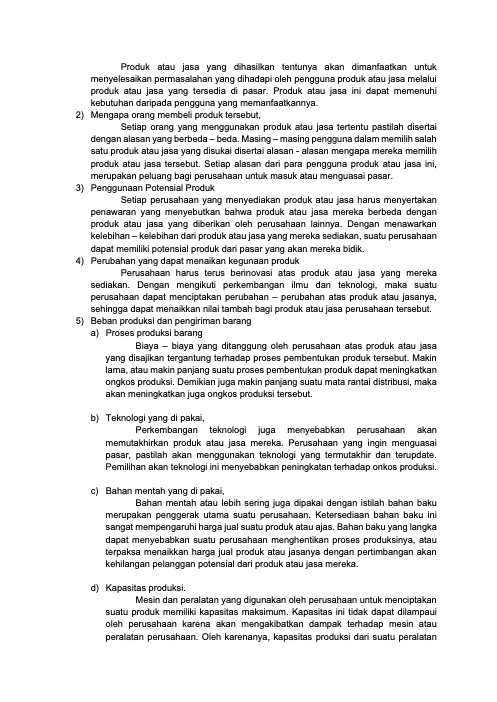 Produk atau jasa yang dihasilkan tentunya akan dimanfaatkan untuk
menyelesaikan permasalahan yang dihadapi oleh pengguna produk atau jasa melalui
produk atau jasa yang tersedia di pasar. Produk atau jasa ini dapat memenuhi
kebutuhan daripada pengguna yang memanfaatkannya.
2) Mengapa orang membeli produk tersebut,
Setiap orang yang menggunakan produk atau jasa tertentu pastilah disertai
dengan alasan yang berbeda – beda. Masing – masing pengguna dalam memilih salah
satu produk atau jasa yang disukai disertai alasan - alasan mengapa mereka memilih
produk atau jasa tersebut. Setiap alasan dari para pengguna produk atau jasa ini,
merupakan peluang bagi perusahaan untuk masuk atau menguasai pasar.
3) Penggunaan Potensial Produk
Setiap perusahaan yang menyediakan produk atau jasa harus menyertakan
penawaran yang menyebutkan bahwa produk atau jasa mereka berbeda dengan
produk atau jasa yang diberikan oleh perusahaan lainnya. Dengan menawarkan
kelebihan – kelebihan dari produk atau jasa yang mereka sediakan, suatu perusahaan
dapat memiliki potensial produk dari pasar yang akan mereka bidik.
4) Perubahan yang dapat menaikan kegunaan produk
Perusahaan harus terus berinovasi atas produk atau jasa yang mereka
sediakan. Dengan mengikuti perkembangan ilmu dan teknologi, maka suatu
perusahaan dapat menciptakan perubahan – perubahan atas produk atau jasanya,
sehingga dapat menaikkan nilai tambah bagi produk atau jasa perusahaan tersebut.
5) Beban produksi dan pengiriman barang
a) Proses produksi barang
Biaya – biaya yang ditanggung oleh perusahaan atas produk atau jasa
yang disajikan tergantung terhadap proses pembentukan produk tersebut. Makin
lama, atau makin panjang suatu proses pembentukan produk dapat meningkatkan
ongkos produksi. Demikian juga makin panjang suatu mata rantai distribusi, maka
akan meningkatkan juga ongkos produksi tersebut.
b) Teknologi yang di pakai,
Perkembangan teknologi juga menyebabkan perusahaan akan
memutakhirkan produk atau jasa mereka. Perusahaan yang ingin menguasai
pasar, pastilah akan menggunakan teknologi yang termutakhir dan terupdate.
Pemilihan akan teknologi ini menyebabkan peningkatan terhadap onkos produksi.
c) Bahan mentah yang di pakai,
Bahan mentah atau lebih sering juga dipakai dengan istilah bahan baku
merupakan penggerak utama suatu perusahaan. Ketersediaan bahan baku ini
sangat mempengaruhi harga jual suatu produk atau ajas. Bahan baku yang langka
dapat menyebabkan suatu perusahaan menghentikan proses produksinya, atau
terpaksa menaikkan harga jual produk atau jasanya dengan pertimbangan akan
kehilangan pelanggan potensial dari produk atau jasa mereka.
d) Kapasitas produksi.
Mesin dan peralatan yang digunakan oleh perusahaan untuk menciptakan
suatu produk memiliki kapasitas maksimum. Kapasitas ini tidak dapat dilampaui
oleh perusahaan karena akan mengakibatkan dampak terhadap mesin atau
peralatan perusahaan. Oleh karenanya, kapasitas produksi dari suatu peralatan